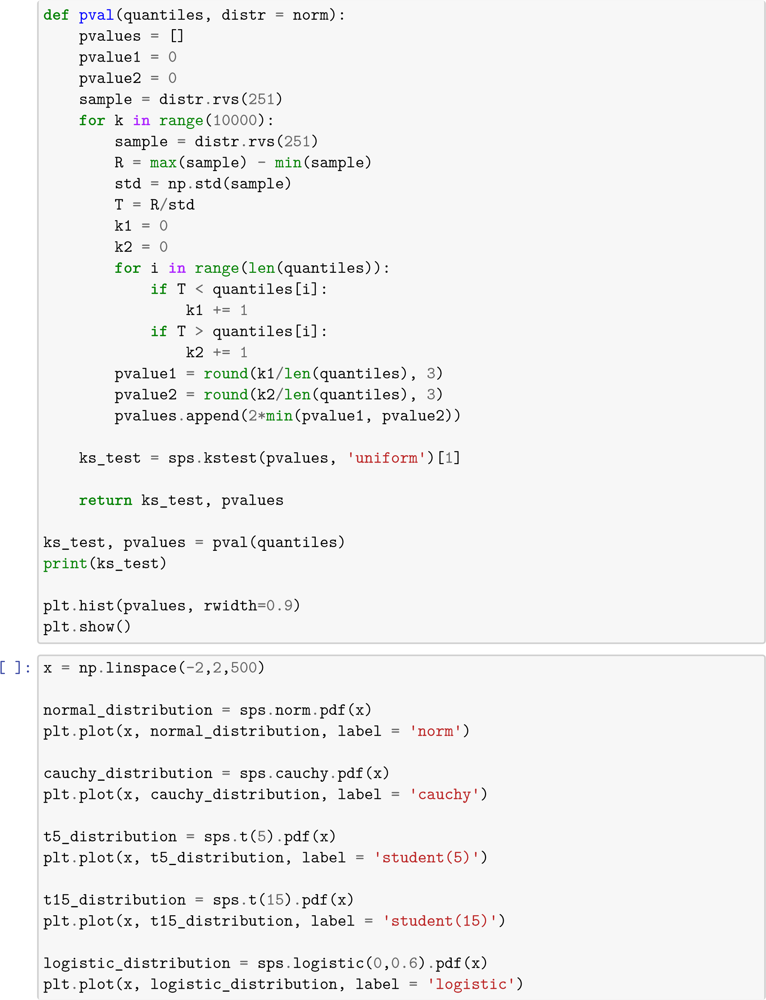 def pval(quantiles, distr = norm):
    pvalues = []
    pvalue1 = 0
    pvalue2 = 0
    sample = distr.rvs(251)
    for k in range(10000):
        sample = distr.rvs(251)
        R = max(sample) - min(sample)
        std = np.std(sample)
        T = R/std
        k1 = 0
        k2 = 0
        for i in range(len(quantiles)):
            if T < quantiles[i]:
                k1 += 1
            if T > quantiles[i]:
                k2 += 1
        pvalue1 = round(k1/len(quantiles), 3)
        pvalue2 = round(k2/len(quantiles), 3)
        pvalues.append(2*min(pvalue1, pvalue2))

    ks_test = sps.kstest(pvalues, 'uniform')[1]

    return ks_test, pvalues

ks_test, pvalues = pval(quantiles)
print(ks_test)

plt.hist(pvalues, rwidth=0.9)
plt.show()

[ ]: x = np.linspace(-2,2,500)

normal_distribution = sps.norm.pdf(x)
plt.plot(x, normal_distribution, label = 'norm')

cauchy_distribution = sps.cauchy.pdf(x)
plt.plot(x, cauchy_distribution, label = 'cauchy')

t5_distribution = sps.t(5).pdf(x)
plt.plot(x, t5_distribution, label = 'student(5)')

t15_distribution = sps.t(15).pdf(x)
plt.plot(x, t15_distribution, label = 'student(15)')

logistic_distribution = sps.logistic(0,0.6).pdf(x)
plt.plot(x, logistic_distribution, label = 'logistic')